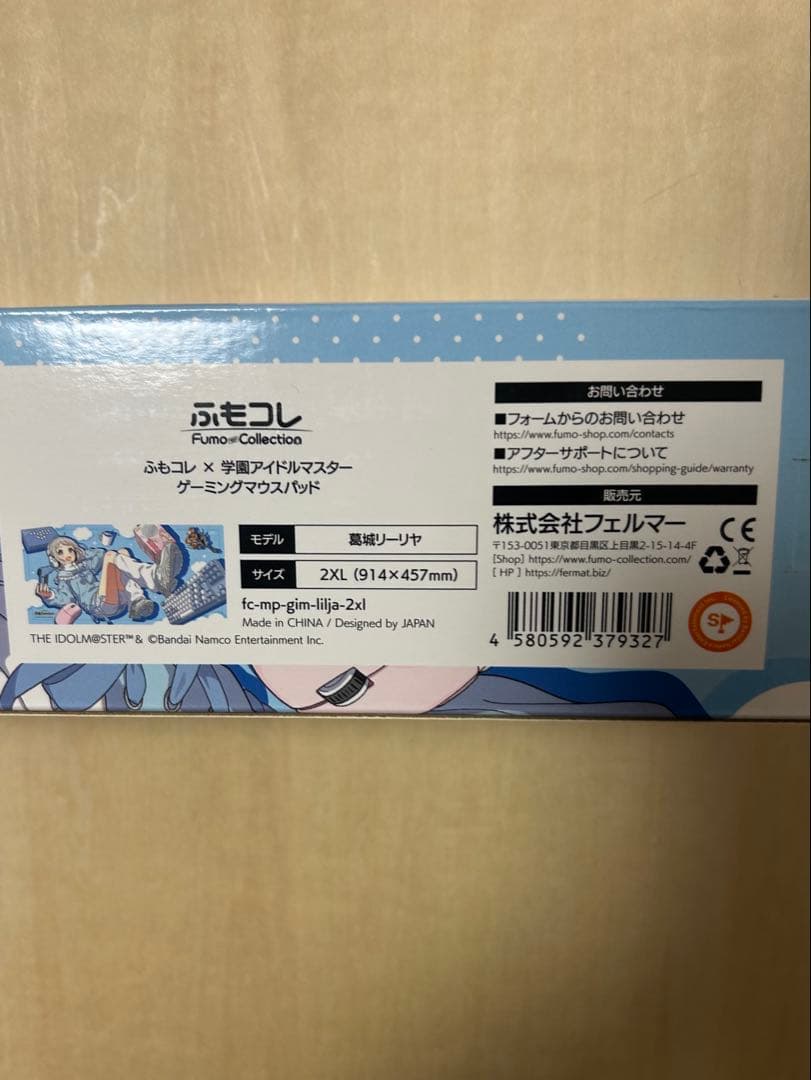 ふもコレ
Fumo Collection
ふもコレ × 学園アイドルマスター
ゲーミングマウスパッド
モデル 葛城リーリヤ
サイズ 2XL (914×457mm)
fc-mp-gim-lilja-2xl
Made in CHINA / Designed by JAPAN
THE IDOLM@STER™& ©Bandai Namco Entertainment Inc.
お問い合わせ
■フォームからのお問い合わせ
https://www.fumo-shop.com/contacts
■アフターサポートについて
https://www.fumo-shop.com/shopping-guide/warranty
販売元
株式会社フェルマー
〒153-0051東京都目黒区上目黒2-15-14-4F
[Shop] https://www.fumo-collection.com/
[ HP ] https://fermat.biz/
CE
4 580592 379327
S